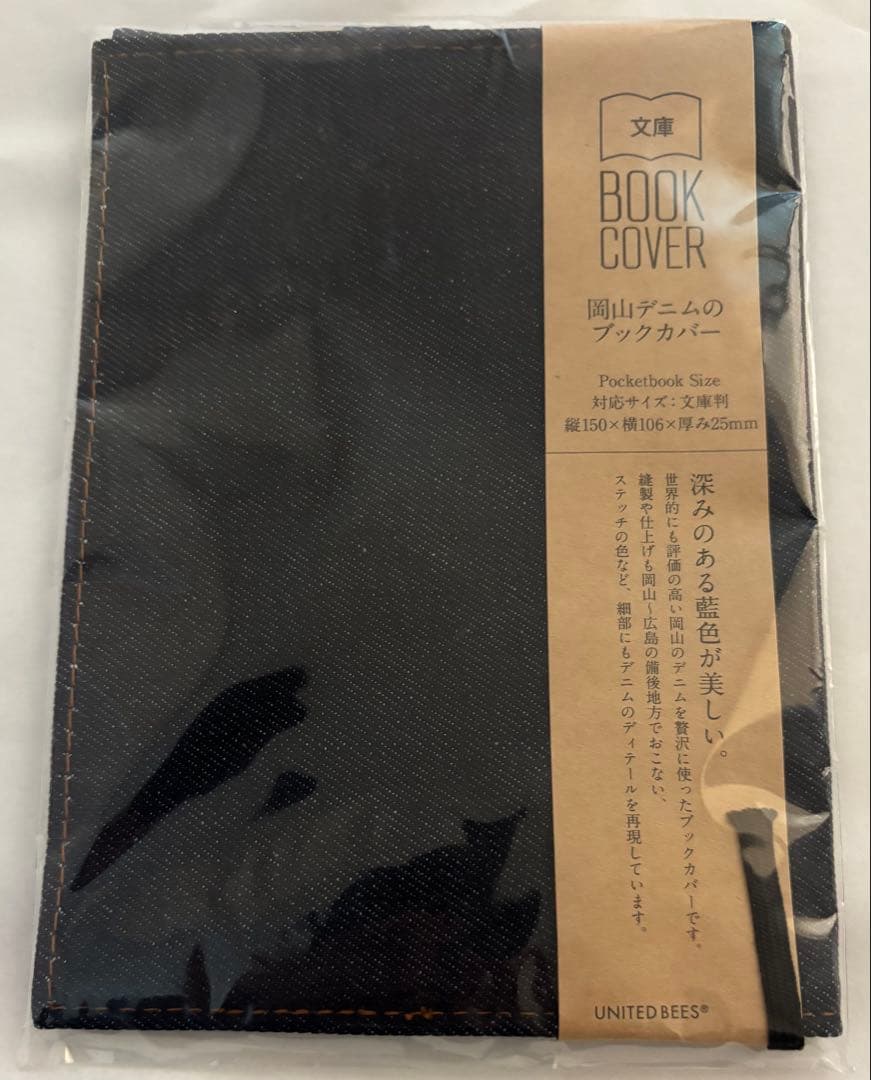 文庫
BOOK
COVER
岡山デニムの
ブックカバー
Pocketbook Size
対応サイズ：文庫判
縦150×横106×厚み25mm
深みのある藍色が美しい。
世界的にも評価の高い岡山のデニムを贅沢に使ったブックカバーです。
縫製や仕上げも岡山～広島の備後地方でおこない、
ステッチの色など、細部にもデニムのディテールを再現しています。
UNITED BEES®